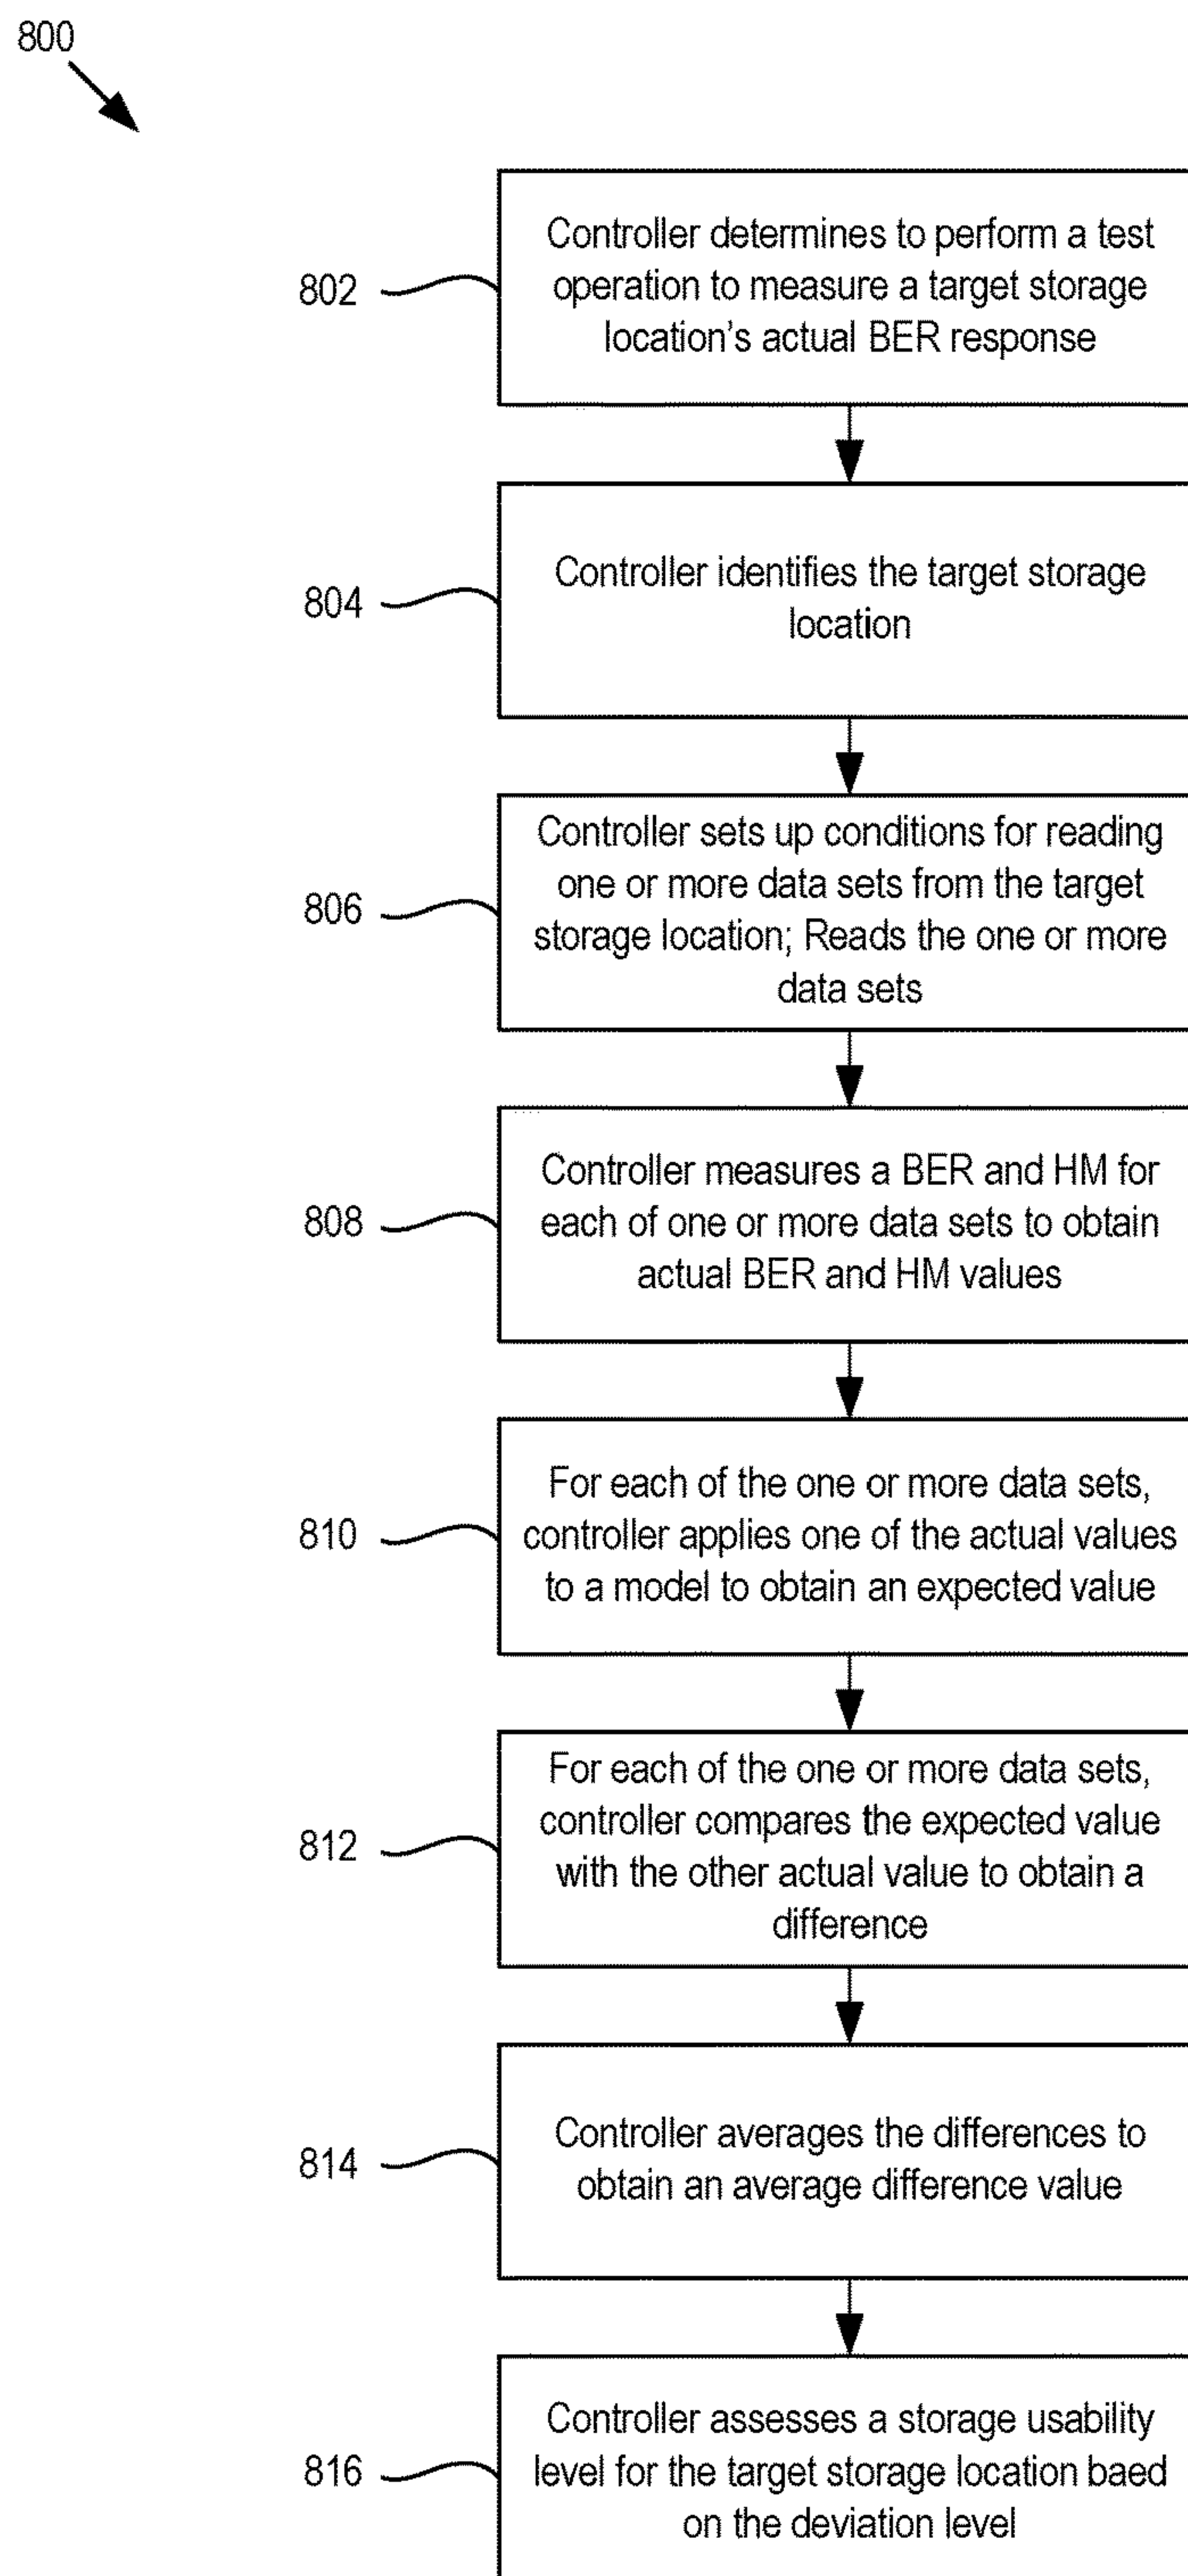 800
802
Controller determines to perform a test
operation to measure a target storage
location's actual BER response
804
Controller identifies the target storage
location
806
Controller sets up conditions for reading
one or more data sets from the target
storage location; Reads the one or more
data sets
808
Controller measures a BER and HM for
each of one or more data sets to obtain
actual BER and HM values
810
For each of the one or more data sets,
controller applies one of the actual values
to a model to obtain an expected value
812
For each of the one or more data sets,
controller compares the expected value
with the other actual value to obtain a
difference
814
Controller averages the differences to
obtain an average difference value
816
Controller assesses a storage usability
level for the target storage location baed
on the deviation level